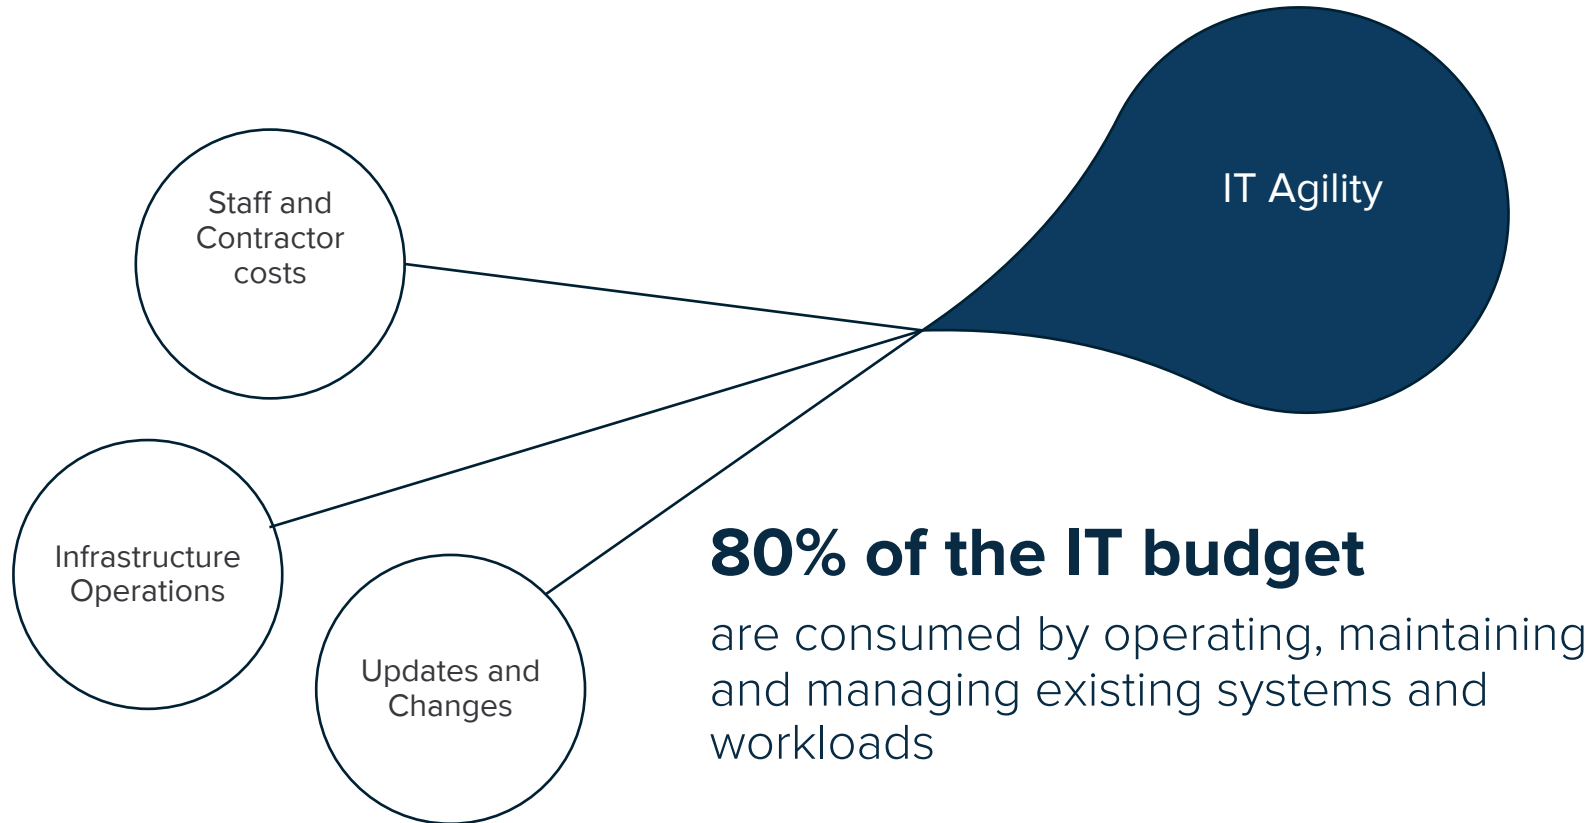 IT Agility
Staff and
Contractor
costs
Infrastructure
Operations
Updates and
Changes
80% of the IT budget
are consumed by operating, maintaining
and managing existing systems and
workloads